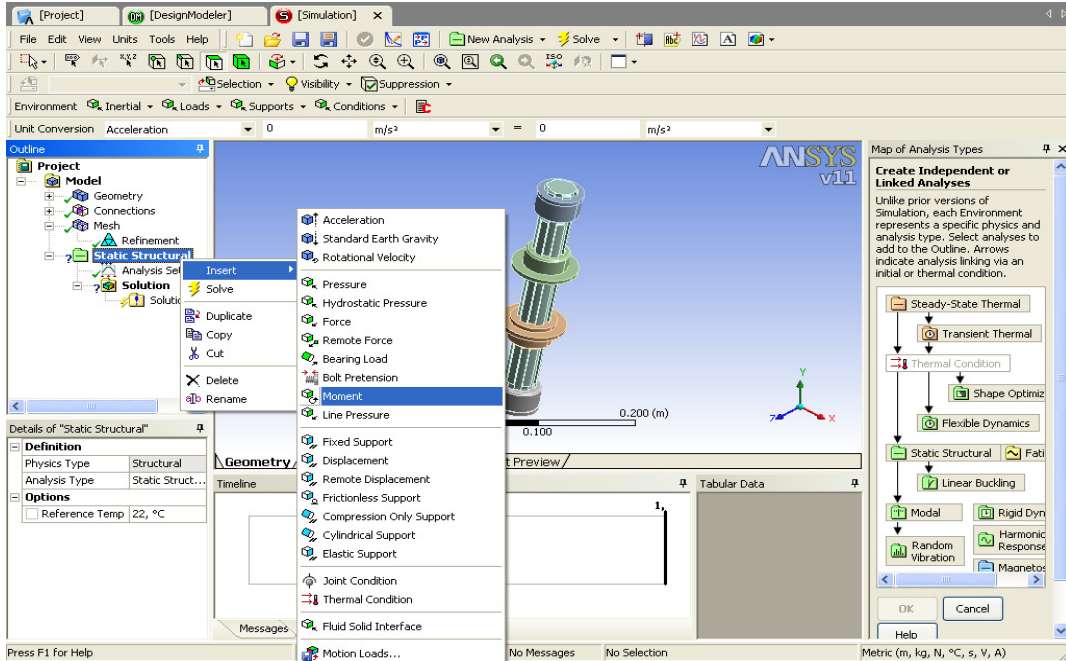 [Project] [DesignModeler] [Simulation]
File Edit View Units Tools Help New Analysis Solve A
Selection Visibility Suppression
Environment Inertial Loads Supports Conditions
Unit Conversion Acceleration 0 m/s² = 0 m/s²
Outline
Project
Model
Geometry
Connections
Mesh
Refinement
Static Structural
Analysis Set
Solution
Solutio
Insert
Solve
Duplicate
Copy
Cut
Delete
Rename
Acceleration
Standard Earth Gravity
Rotational Velocity
Pressure
Hydrostatic Pressure
Force
Remote Force
Bearing Load
Bolt Pretension
Moment
Line Pressure
Fixed Support
Displacement
Remote Displacement
Frictionless Support
Compression Only Support
Cylindrical Support
Elastic Support
Joint Condition
Thermal Condition
Fluid Solid Interface
Motion Loads...
ANSYS
v11
0.200 (m)
0.100
Y
Z X
Geometry t Preview
Details of "Static Structural"
Definition
Physics Type Structural
Analysis Type Static Struct...
Options
Reference Temp 22, °C
Timeline
1,
Messages
Tabular Data
Map of Analysis Types
Create Independent or
Linked Analyses
Unlike prior versions of
Simulation, each Environment
represents a specific physics and
analysis type. Select analyses to
add to the Outline. Arrows
indicate analysis linking via an
initial or thermal condition.
Steady-State Thermal
Transient Thermal
Thermal Condition
Shape Optimiz
Flexible Dynamics
Static Structural Fati
Linear Buckling
Modal Rigid Dyn
Random
Vibration
Harmonic
Response
Magnetos
OK Cancel
Help
Press F1 for Help No Messages No Selection Metric (m, kg, N, °C, s, V, A)